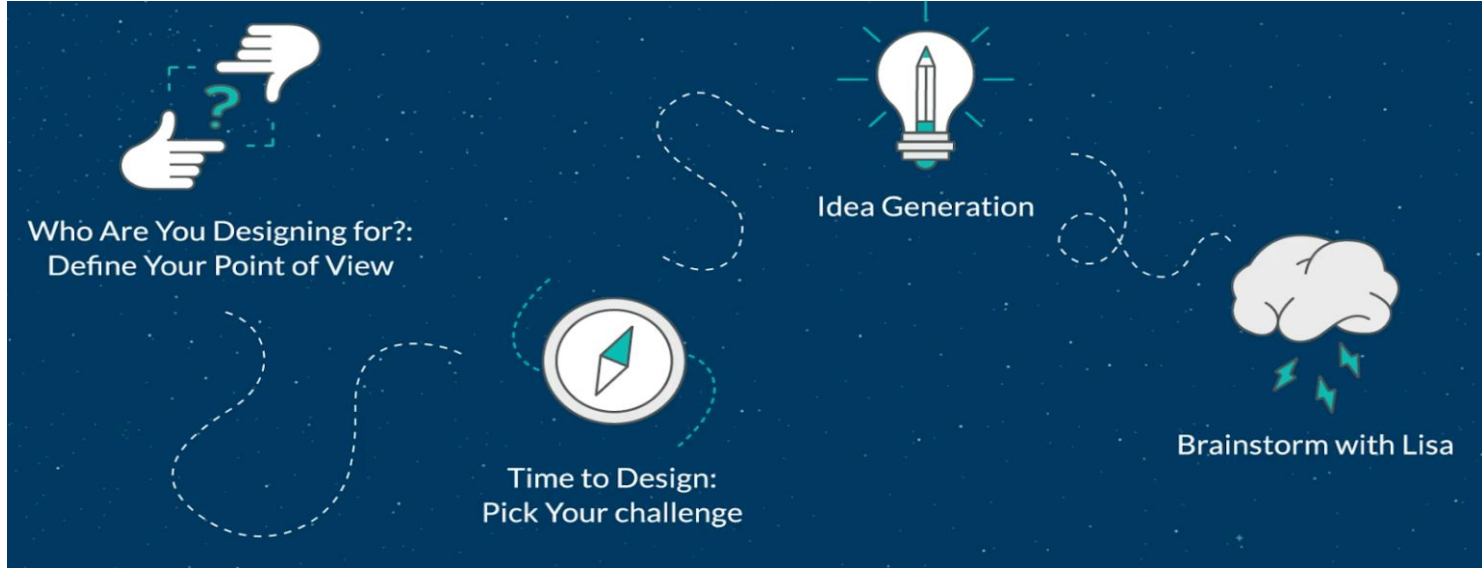 ?
Who Are You Designing for?:
Define Your Point of View
Time to Design:
Pick Your challenge
Idea Generation
Brainstorm with Lisa